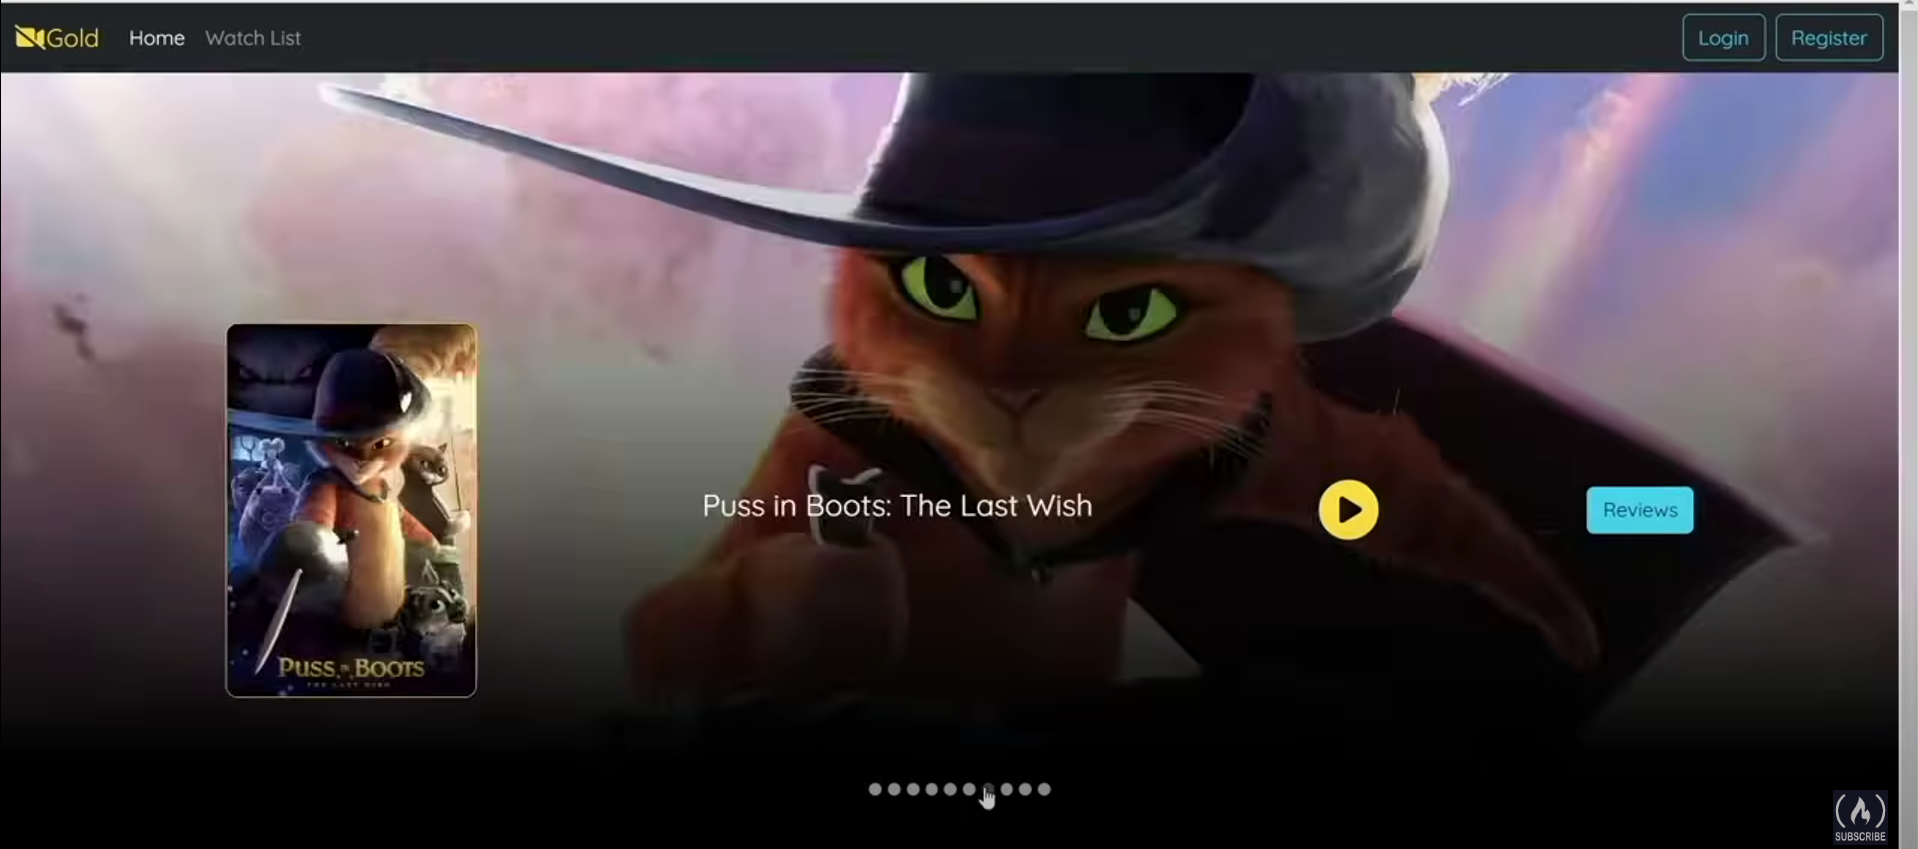 Gold Home Watch List Login Register
Puss in Boots: The Last Wish
Reviews
PUSS IN BOOTS
THE LAST WISH
SUBSCRIBE